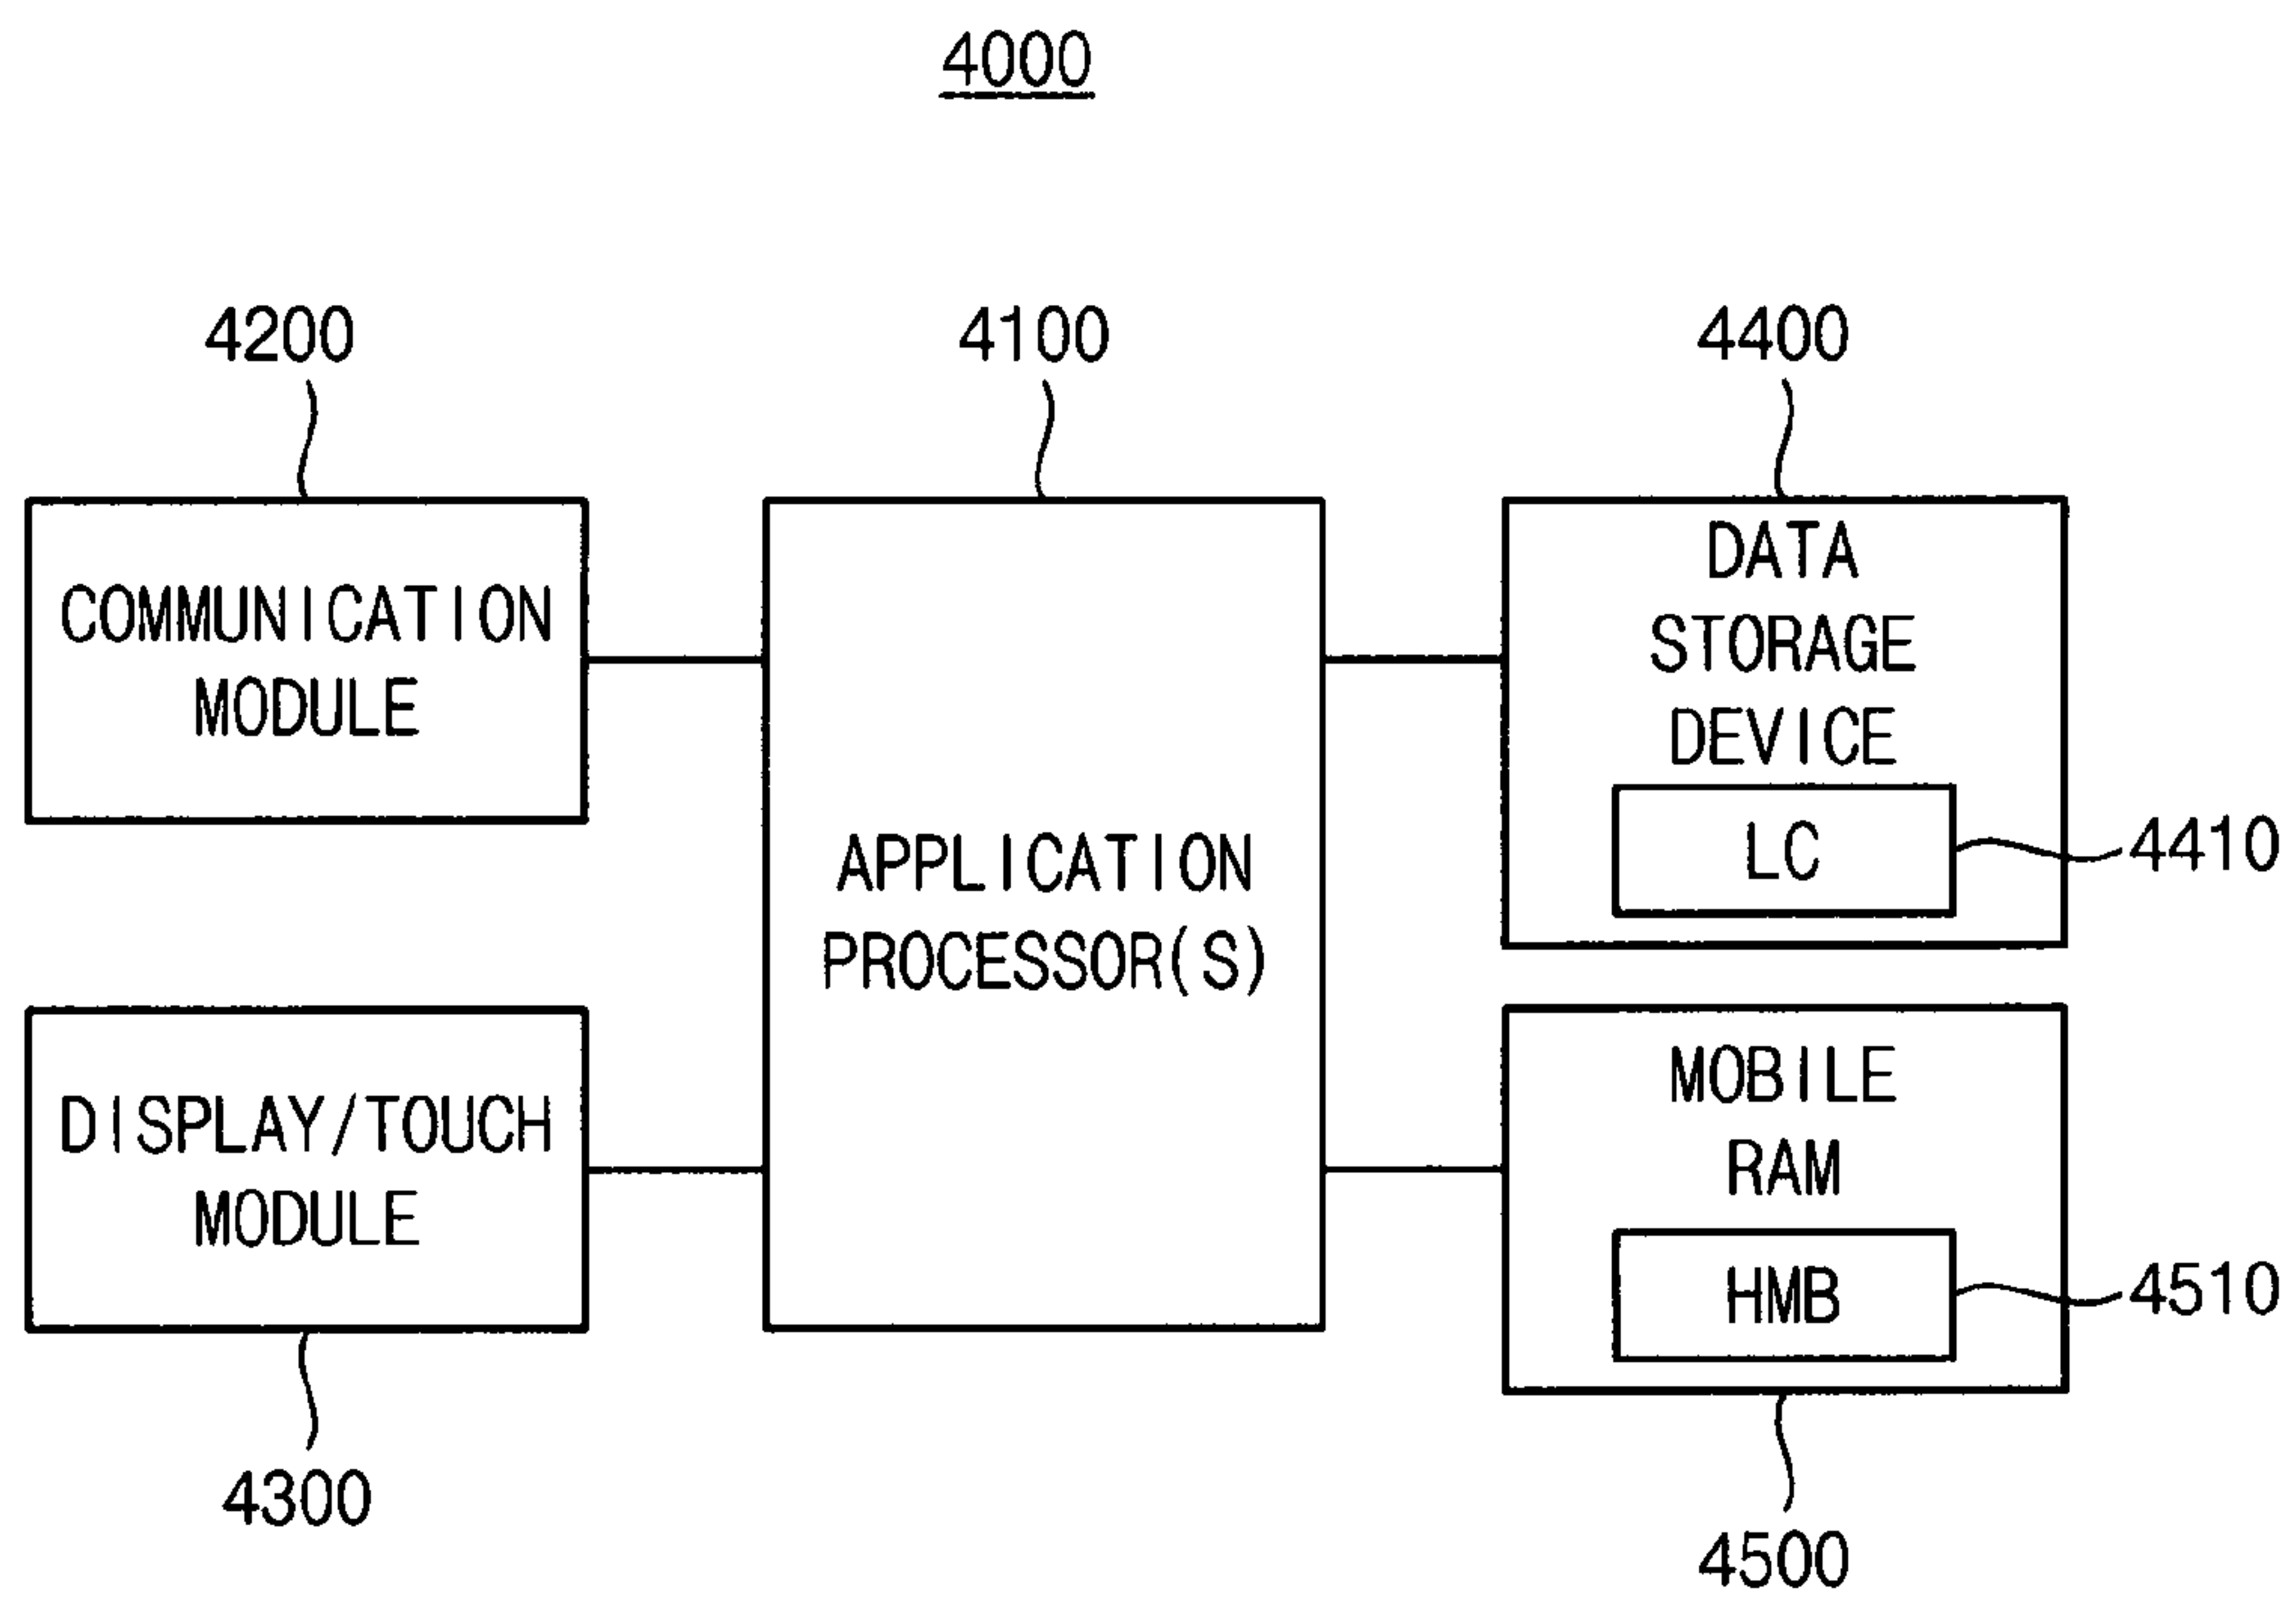 4000
4200
4100
4400
COMMUNICATION
MODULE
APPLICATION
PROCESSOR(S)
DATA
STORAGE
DEVICE
LC
4410
DISPLAY/TOUCH
MODULE
MOBILE
RAM
HMB
4510
4300
4500